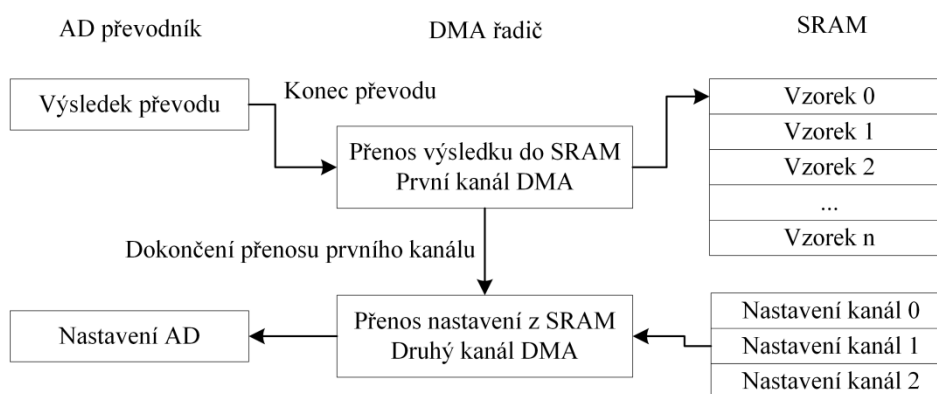 AD převodník
DMA řadič
SRAM
Výsledek převodu
Konec převodu
Přenos výsledku do SRAM
První kanál DMA
Vzorek 0
Vzorek 1
Vzorek 2
...
Vzorek n
Dokončení přenosu prvního kanálu
Nastavení AD
Přenos nastavení z SRAM
Druhý kanál DMA
Nastavení kanál 0
Nastavení kanál 1
Nastavení kanál 2